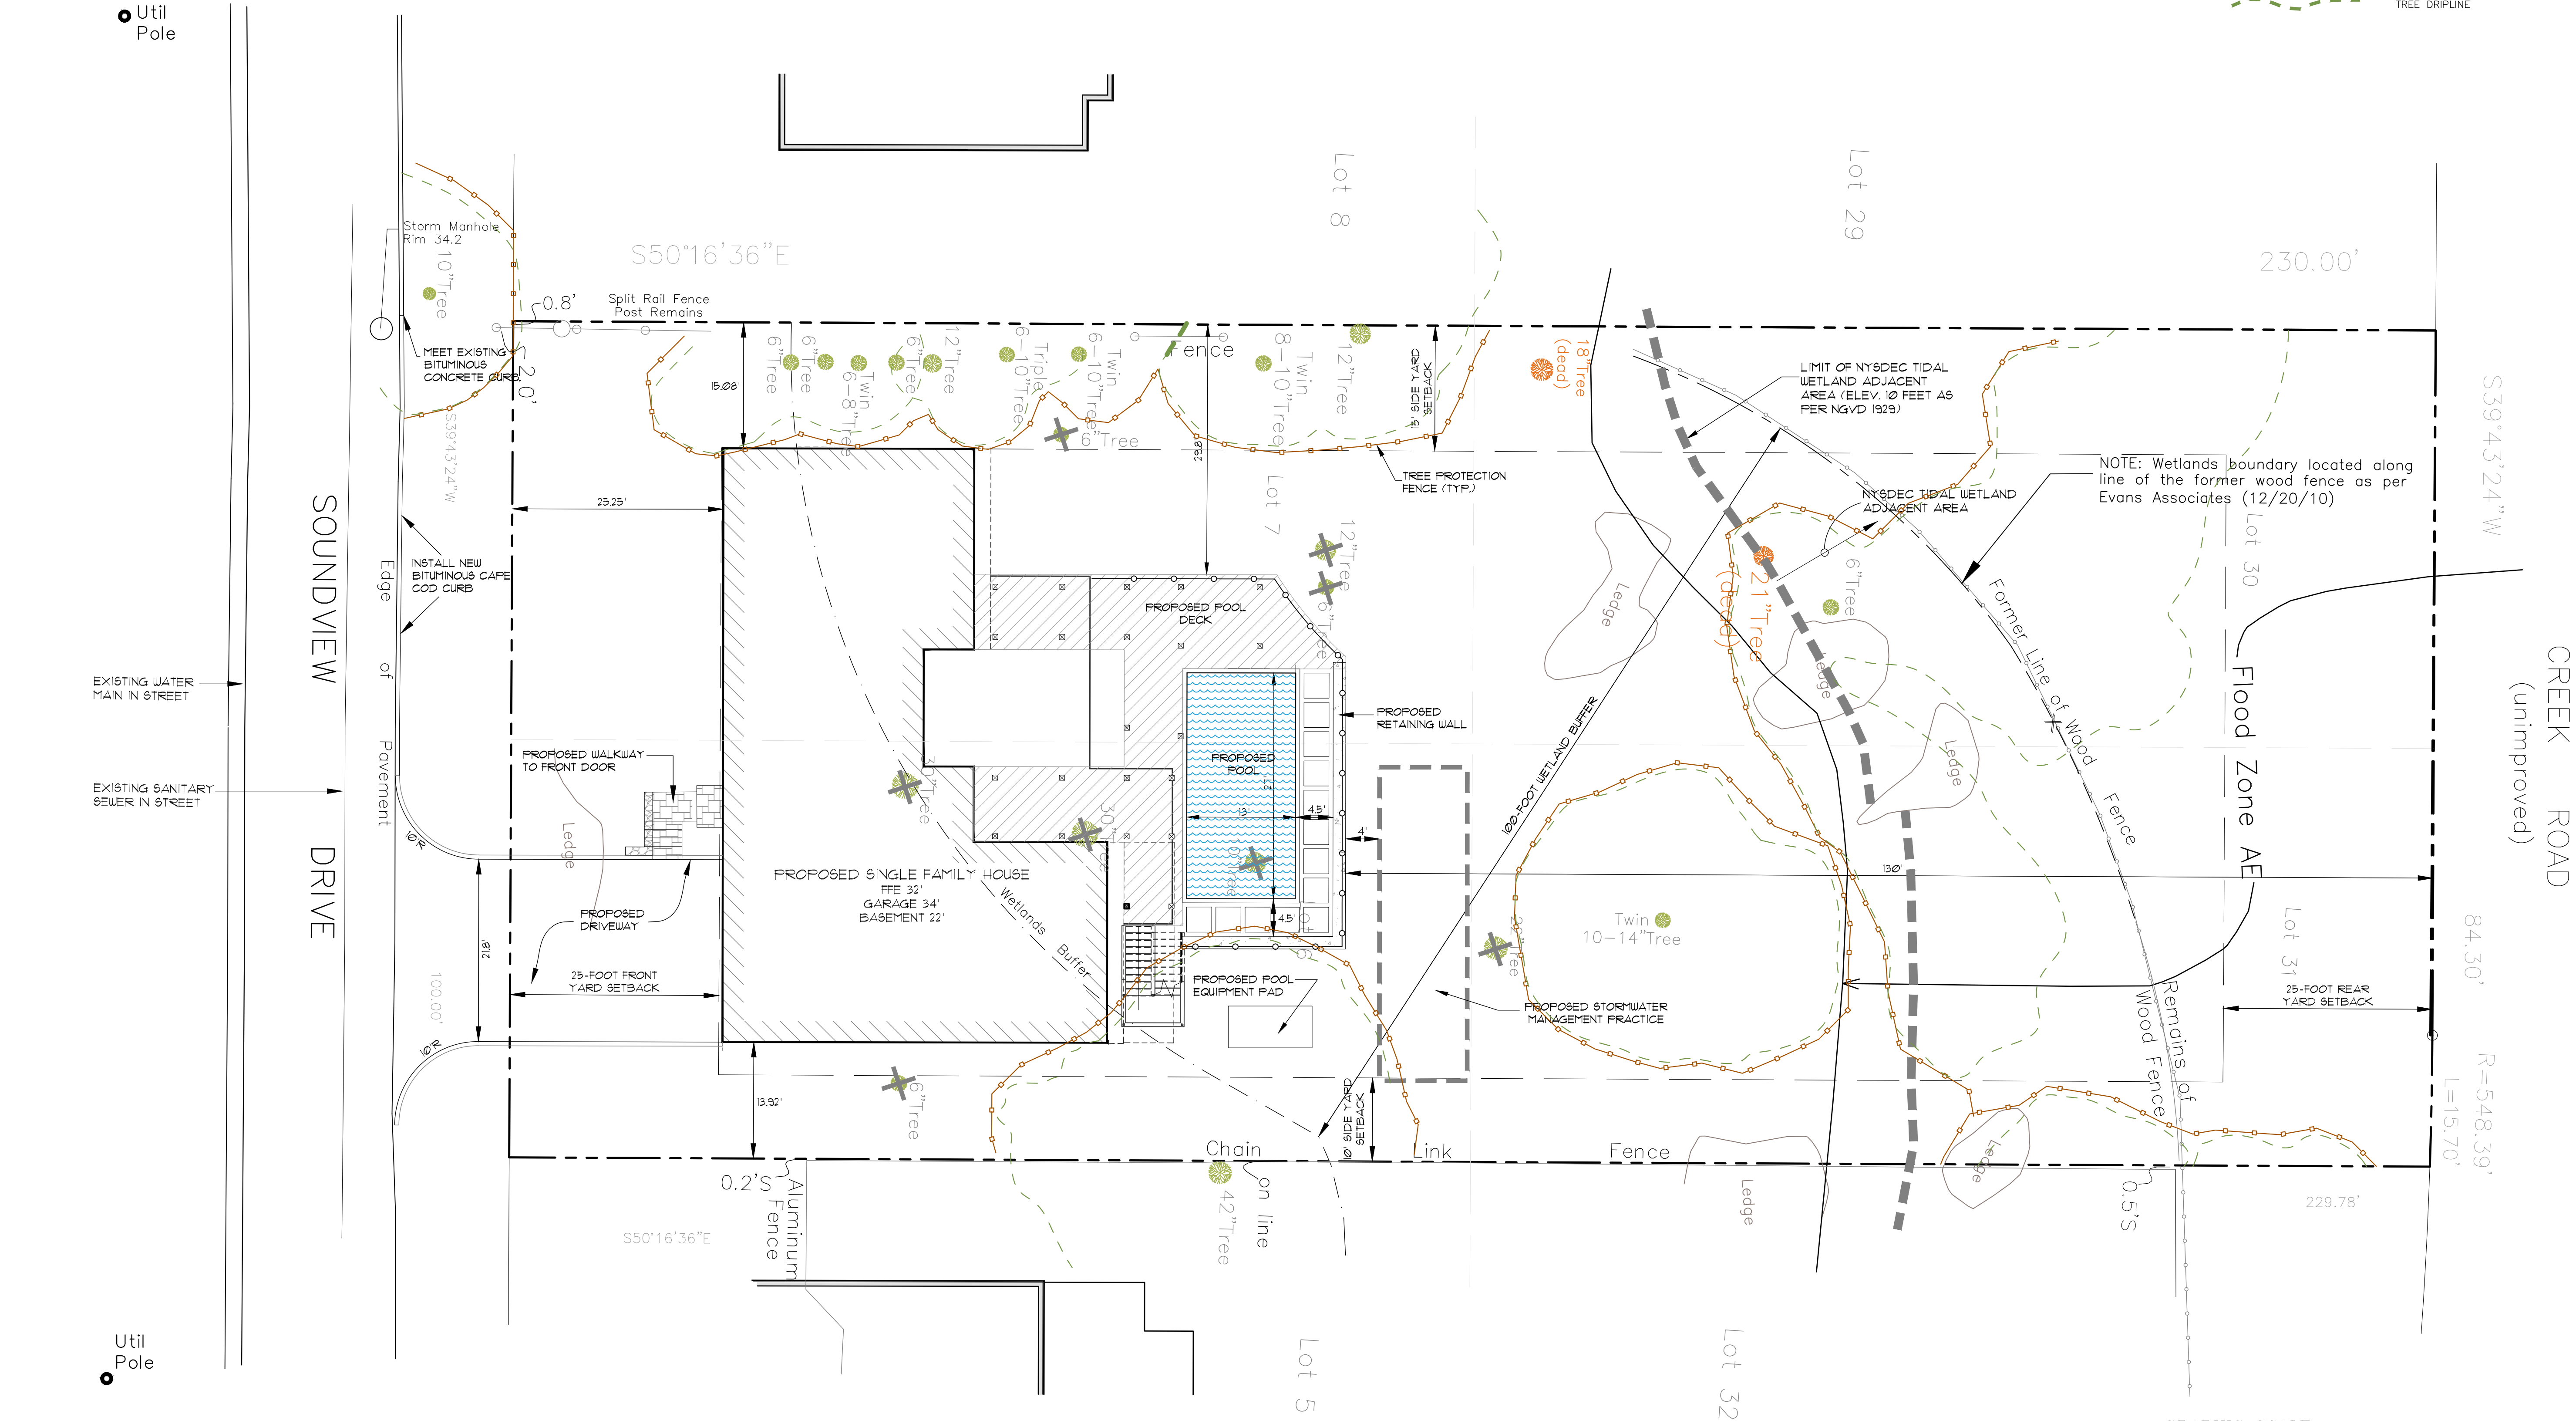 Util
Pole
TREE DRIPLINE
Storm Manhole
Rim 34.2
10"Tree
S50°16'36"E
Lot 8
Lot 29
230.00'
0.8'
2.0'
Split Rail Fence
Post Remains
MEET EXISTING
BITUMINOUS
CONCRETE CURB.
S39°43'24"W
15.08'
6"Tree
6"Tree
Twin
6-8"Tree
6"Tree
12"Tree
Triple
6-10"Tree
Twin
6-10"Tree
6"Tree
Fence
29.8'
Twin
8-10"Tree
12"Tree
15' SIDE YARD
SETBACK
18"Tree
(dead)
LIMIT OF NYSDEC TIDAL
WETLAND ADJACENT
AREA (ELEV. 10 FEET AS
PER NGVD 1929)
TREE PROTECTION
FENCE (TYP.)
NYSDEC TIDAL WETLAND
ADJACENT AREA
NOTE: Wetlands boundary located along
line of the former wood fence as per
Evans Associates (12/20/10)
S39°43'24"W
25.25'
Lot 7
12"Tree
6"Tree
Lot 30
SOUNDVIEW DRIVE
Edge of Pavement
INSTALL NEW
BITUMINOUS CAPE
COD CURB
PROPOSED POOL
DECK
Ledge
21"Tree
(dead)
6"Tree
Ledge
Former Line of Wood Fence
Flood Zone AE
CREEK ROAD
(unimproved)
EXISTING WATER
MAIN IN STREET
PROPOSED
RETAINING WALL
100-FOOT WETLAND BUFFER
PROPOSED WALKWAY
TO FRONT DOOR
PROPOSED
POOL
27'
Ledge
EXISTING SANITARY
SEWER IN STREET
13'
4.5'
4'
10'R
Ledge
30"Tree
PROPOSED SINGLE FAMILY HOUSE
FFE 32'
GARAGE 34'
BASEMENT 22'
130'
Wetlands Buffer
PROPOSED
DRIVEWAY
4.5'
Twin
10-14"Tree
22"Tree
Lot 31
84.30'
21.8'
25-FOOT FRONT
YARD SETBACK
100.00'
PROPOSED POOL
EQUIPMENT PAD
PROPOSED STORMWATER
MANAGEMENT PRACTICE
25-FOOT REAR
YARD SETBACK
Remains of
Wood Fence
10'R
13.92'
6"Tree
10' SIDE YARD
SETBACK
R=548.39'
L=15.70'
Chain Link Fence
on line
0.2'S
Aluminum
Fence
42"Tree
Ledge
Ledge
0.5'S
229.78'
S50°16'36"E
Util
Pole
Lot 5
Lot 32